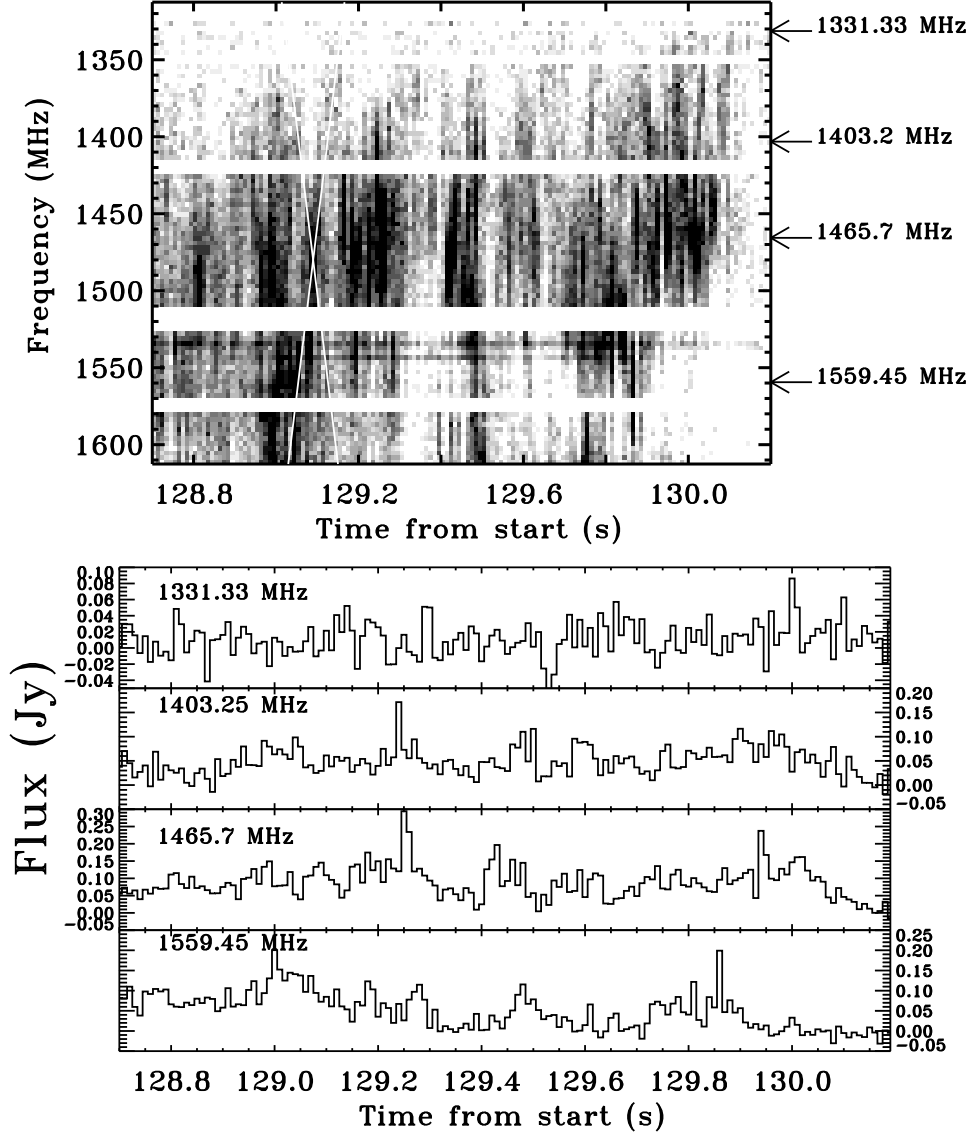 1331.33 MHz
1350
1400
1403.2 MHz
1450
1465.7 MHz
1500
1550
1559.45 MHz
1600
Frequency (MHz)
128.8 129.2 129.6 130.0
Time from start (s)
0.10
0.08
0.06
0.04
0.02
0.00
−0.02
−0.04
1331.33 MHz
0.20
0.15
0.10
0.05
0.00
−0.05
1403.25 MHz
0.30
0.25
0.20
0.15
0.10
0.05
0.00
−0.05
1465.7 MHz
0.25
0.20
0.15
0.10
0.05
0.00
−0.05
1559.45 MHz
Flux (Jy)
128.8 129.0 129.2 129.4 129.6 129.8 130.0
Time from start (s)